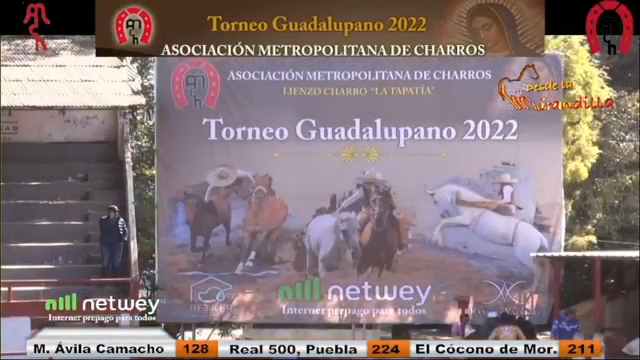 Torneo Guadalupano 2022
ASOCIACIÓN METROPOLITANA DE CHARROS
ASOCIACIÓN METROPOLITANA DE CHARROS
LIENZO CHARRO "LA TAPATÍA"
Desde la Mirandilla
Torneo Guadalupano 2022
netwey
Internet prepago para todos
netwey
Internet prepago para todos
M. Ávila Camacho 128 Real 500, Puebla 224 El Cócono de Mor. 211